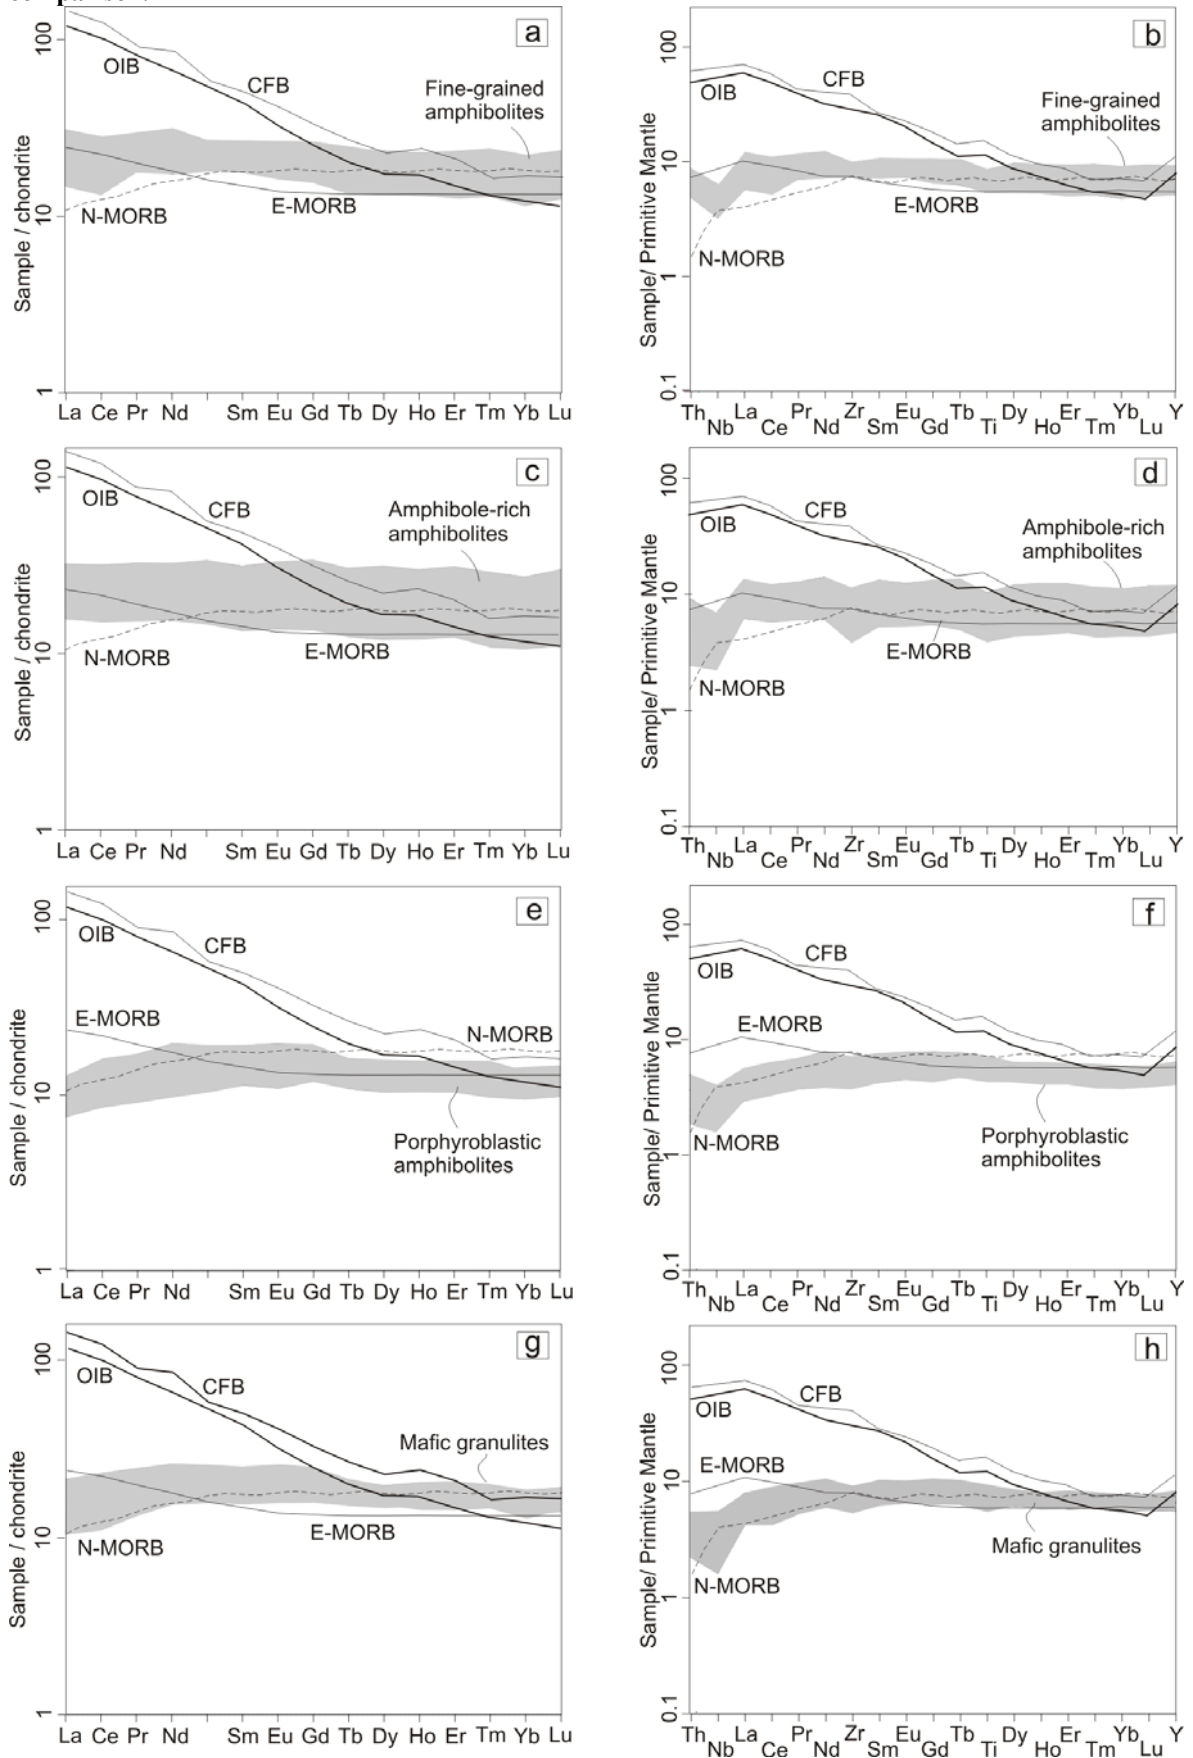 a
100
10
1
Sample / chondrite
OIB
CFB
Fine-grained
amphibolites
N-MORB
E-MORB
La Ce Pr Nd Sm Eu Gd Tb Dy Ho Er Tm Yb Lu
b
100
10
1
0.1
Sample/ Primitive Mantle
OIB
CFB
Fine-grained
amphibolites
E-MORB
N-MORB
Th Nb La Ce Pr Nd Zr Sm Eu Gd Tb Ti Dy Ho Er Tm Yb Lu Y
c
100
10
1
Sample / chondrite
OIB
CFB
Amphibole-rich
amphibolites
N-MORB
E-MORB
La Ce Pr Nd Sm Eu Gd Tb Dy Ho Er Tm Yb Lu
d
100
10
1
0.1
Sample/ Primitive Mantle
OIB
CFB
Amphibole-rich
amphibolites
E-MORB
N-MORB
Th Nb La Ce Pr Nd Zr Sm Eu Gd Tb Ti Dy Ho Er Tm Yb Lu Y
e
100
10
1
Sample / chondrite
OIB
CFB
E-MORB
N-MORB
Porphyroblastic
amphibolites
La Ce Pr Nd Sm Eu Gd Tb Dy Ho Er Tm Yb Lu
f
100
10
1
0.1
Sample/ Primitive Mantle
OIB
CFB
E-MORB
N-MORB
Porphyroblastic
amphibolites
Th Nb La Ce Pr Nd Zr Sm Eu Gd Tb Ti Dy Ho Er Tm Yb Lu Y
g
100
10
1
Sample / chondrite
OIB
CFB
Mafic granulites
N-MORB
E-MORB
La Ce Pr Nd Sm Eu Gd Tb Dy Ho Er Tm Yb Lu
h
100
10
1
0.1
Sample/ Primitive Mantle
OIB
CFB
E-MORB
Mafic granulites
N-MORB
Th Nb La Ce Pr Nd Zr Sm Eu Gd Tb Ti Dy Ho Er Tm Yb Lu Y